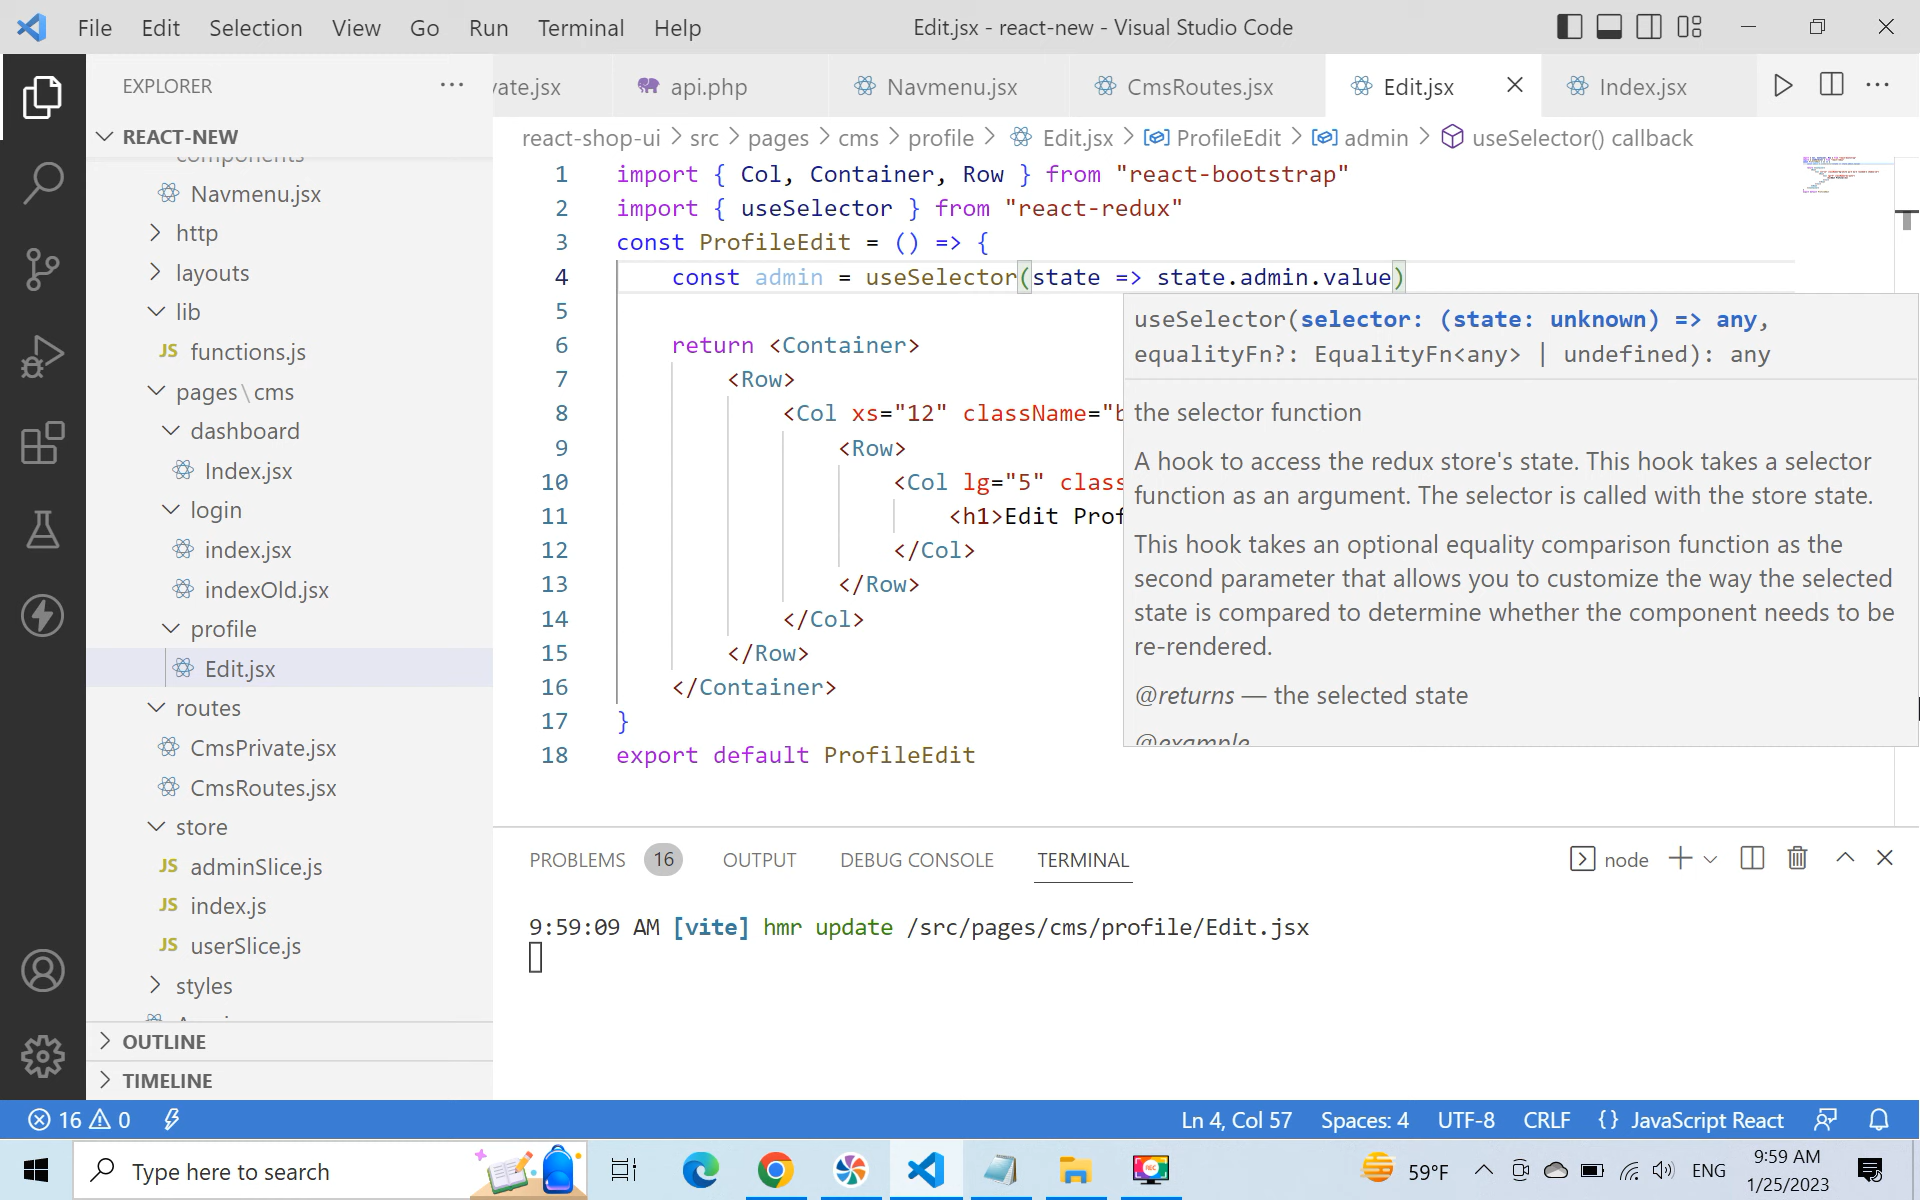 File Edit Selection View Go Run Terminal Help Edit.jsx - react-new - Visual Studio Code
EXPLORER
vate.jsx api.php Navmenu.jsx CmsRoutes.jsx Edit.jsx Index.jsx
REACT-NEW
react-shop-ui > src > pages > cms > profile > Edit.jsx > ProfileEdit > admin > useSelector() callback
components
Navmenu.jsx
http
layouts
lib
JS functions.js
pages\cms
dashboard
Index.jsx
login
index.jsx
indexOld.jsx
profile
Edit.jsx
routes
CmsPrivate.jsx
CmsRoutes.jsx
store
JS adminSlice.js
JS index.js
JS userSlice.js
styles
OUTLINE
TIMELINE
1 import { Col, Container, Row } from "react-bootstrap"
2 import { useSelector } from "react-redux"
3 const ProfileEdit = () => {
4 const admin = useSelector(state => state.admin.value)
5
6 return <Container>
7 <Row>
8 <Col xs="12" className="b
9 <Row>
10 <Col lg="5" class
11 <h1>Edit Prof
12 </Col>
13 </Row>
14 </Col>
15 </Row>
16 </Container>
17 }
18 export default ProfileEdit
useSelector(selector: (state: unknown) => any,
equalityFn?: EqualityFn<any> | undefined): any
the selector function
A hook to access the redux store's state. This hook takes a selector
function as an argument. The selector is called with the store state.
This hook takes an optional equality comparison function as the
second parameter that allows you to customize the way the selected
state is compared to determine whether the component needs to be
re-rendered.
@returns — the selected state
@example
PROBLEMS 16 OUTPUT DEBUG CONSOLE TERMINAL node
9:59:09 AM [vite] hmr update /src/pages/cms/profile/Edit.jsx
16 0 Ln 4, Col 57 Spaces: 4 UTF-8 CRLF {} JavaScript React
Type here to search 59°F ENG
9:59 AM
1/25/2023